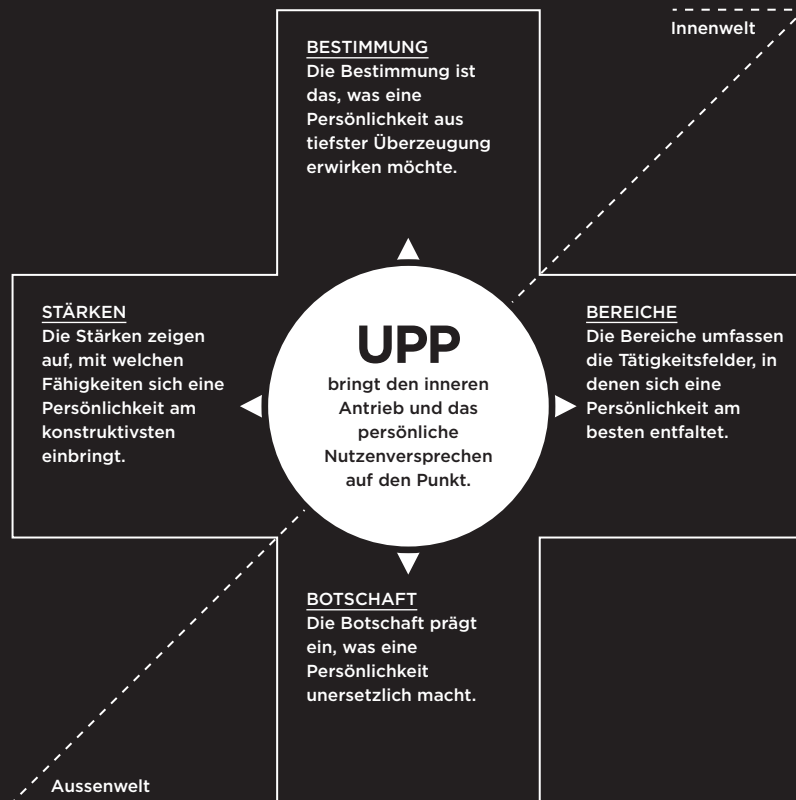 Innenwelt
BESTIMMUNG
Die Bestimmung ist
das, was eine
Persönlichkeit aus
tiefster Überzeugung
erwirken möchte.
STÄRKEN
Die Stärken zeigen
auf, mit welchen
Fähigkeiten sich eine
Persönlichkeit am
konstruktivsten
einbringt.
UPP
bringt den inneren
Antrieb und das
persönliche
Nutzenversprechen
auf den Punkt.
BEREICHE
Die Bereiche umfassen
die Tätigkeitsfelder, in
denen sich eine
Persönlichkeit am
besten entfaltet.
BOTSCHAFT
Die Botschaft prägt
ein, was eine
Persönlichkeit
unersetzlich macht.
Aussenwelt